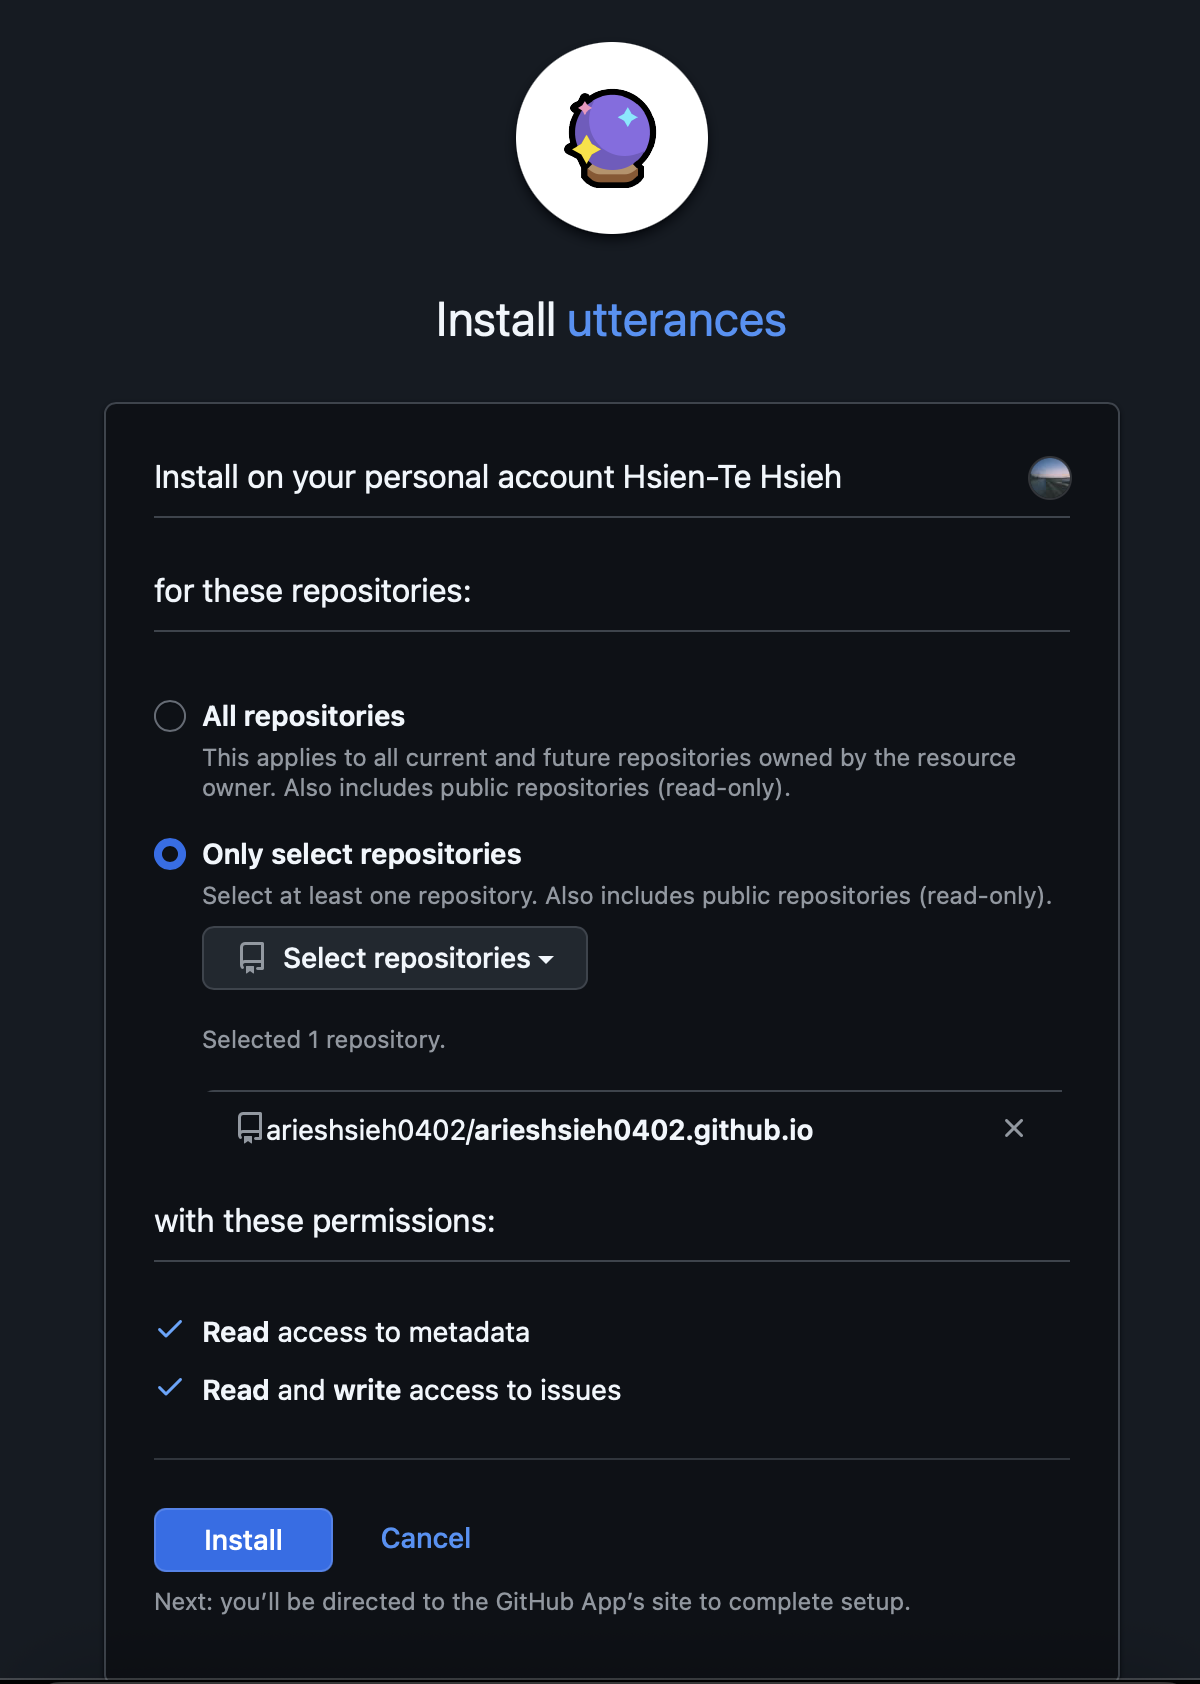 Install utterances
Install on your personal account Hsien-Te Hsieh
for these repositories:
All repositories
This applies to all current and future repositories owned by the resource
owner. Also includes public repositories (read-only).
Only select repositories
Select at least one repository. Also includes public repositories (read-only).
Select repositories
Selected 1 repository.
arieshsieh0402/arieshsieh0402.github.io
with these permissions:
Read access to metadata
Read and write access to issues
Install Cancel
Next: you’ll be directed to the GitHub App’s site to complete setup.